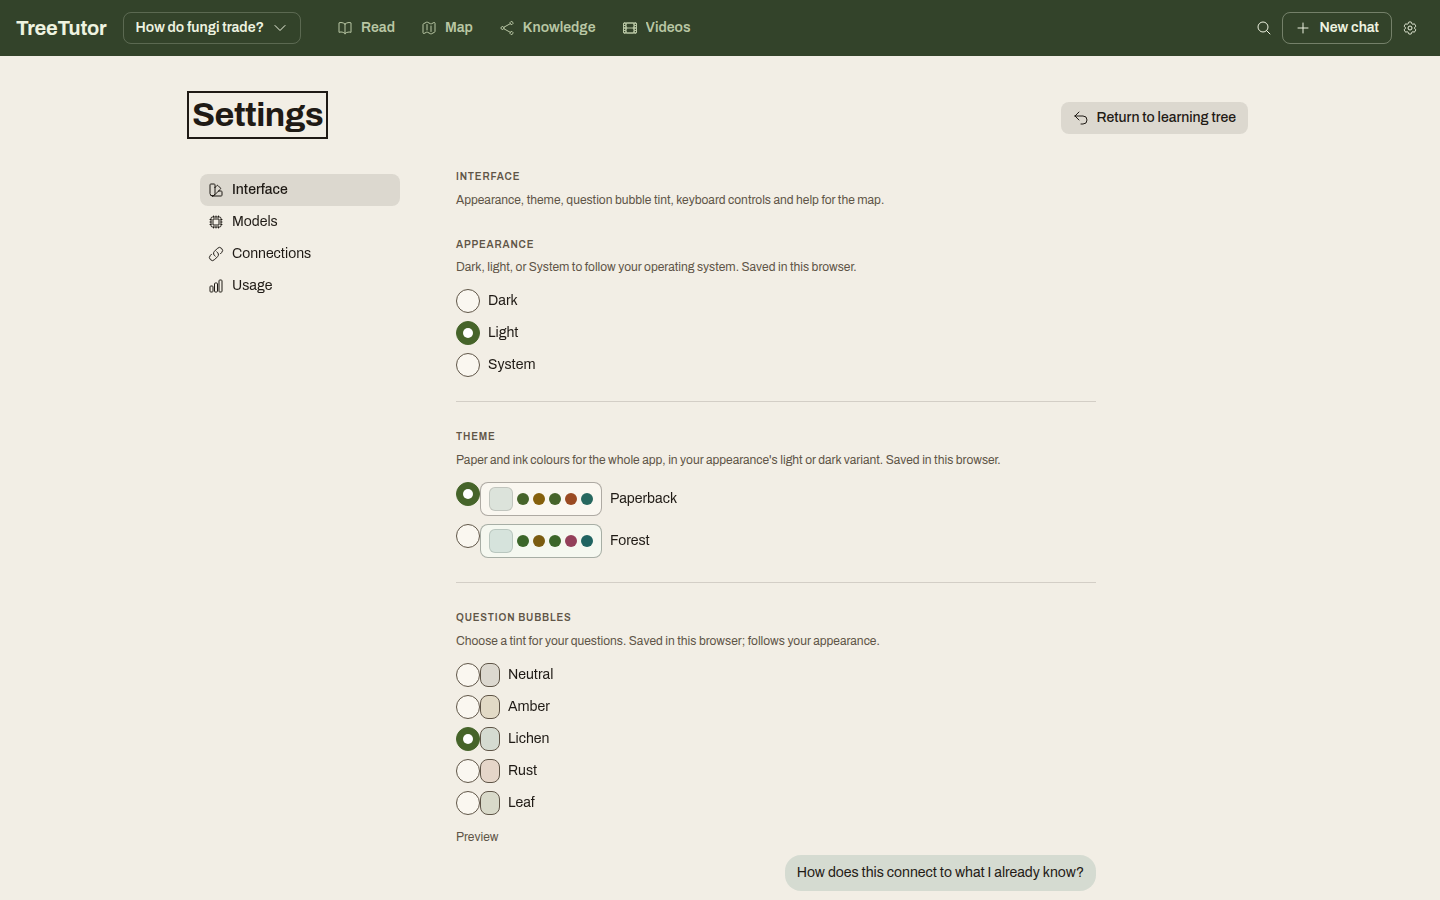 TreeTutor
How do fungi trade?
Read
Map
Knowledge
Videos
New chat
Settings
Return to learning tree
Interface
Models
Connections
Usage
INTERFACE
Appearance, theme, question bubble tint, keyboard controls and help for the map.
APPEARANCE
Dark, light, or System to follow your operating system. Saved in this browser.
Dark
Light
System
THEME
Paper and ink colours for the whole app, in your appearance's light or dark variant. Saved in this browser.
Paperback
Forest
QUESTION BUBBLES
Choose a tint for your questions. Saved in this browser; follows your appearance.
Neutral
Amber
Lichen
Rust
Leaf
Preview
How does this connect to what I already know?